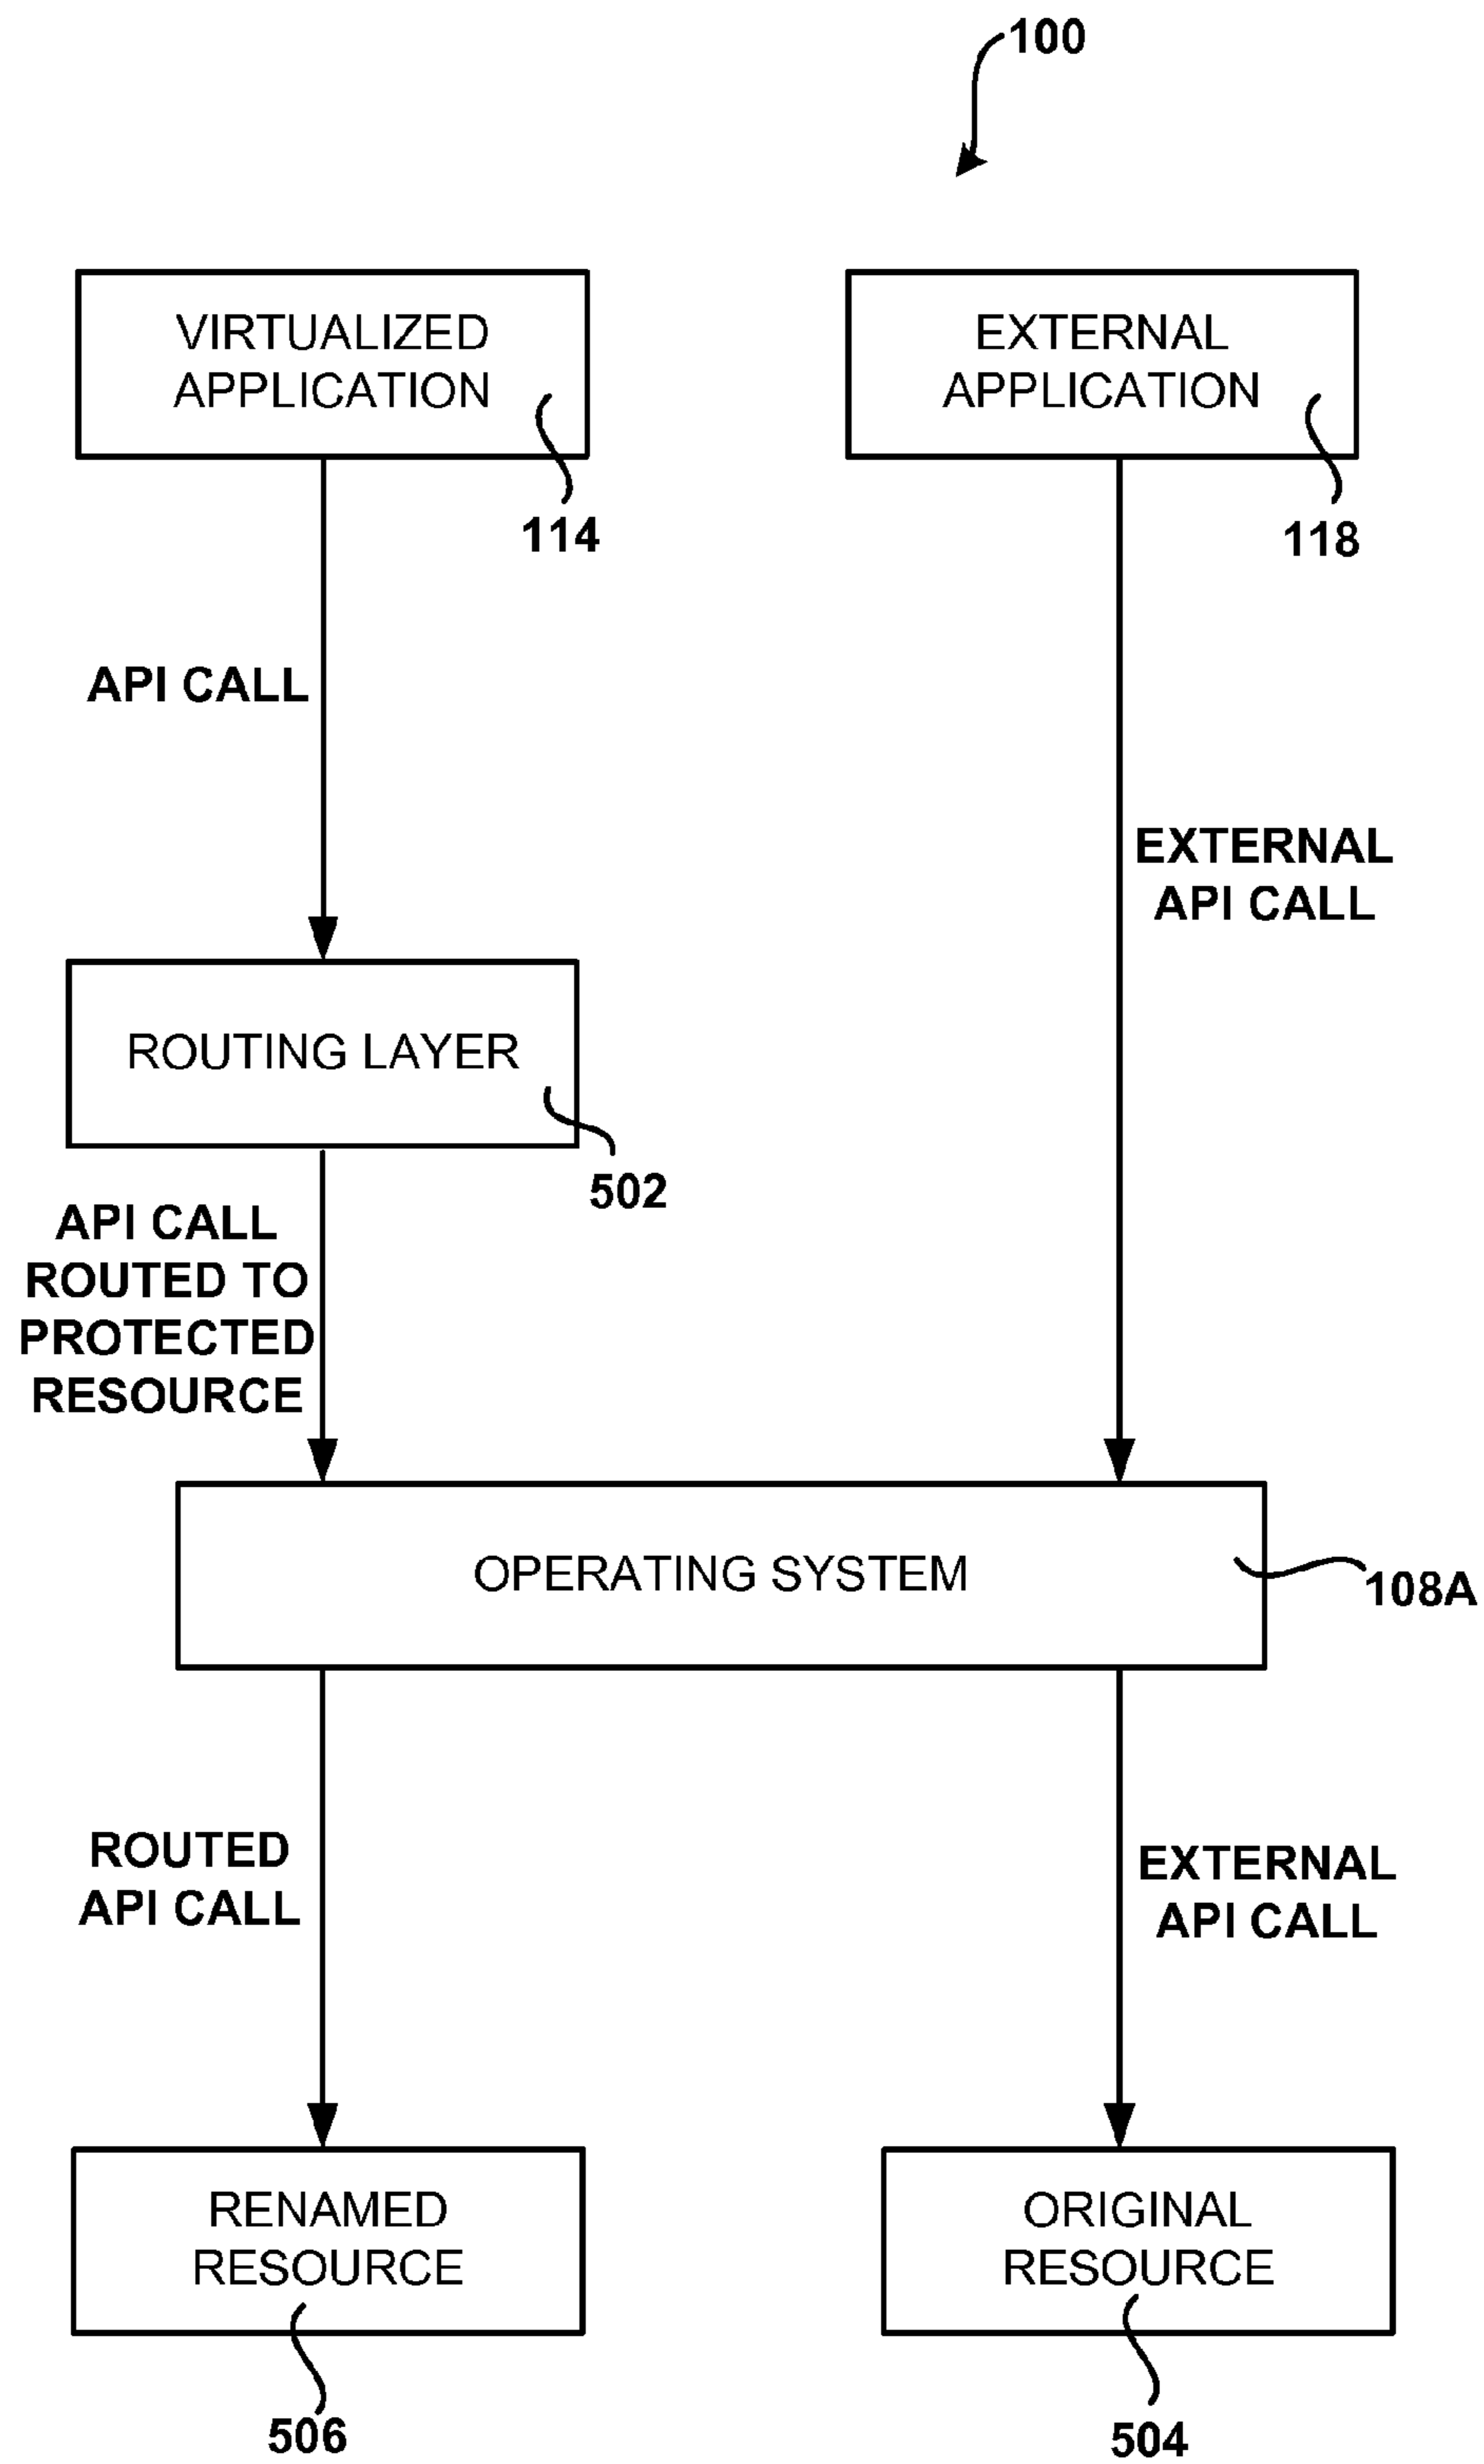 100
VIRTUALIZED
APPLICATION
114
EXTERNAL
APPLICATION
118
API CALL
EXTERNAL
API CALL
ROUTING LAYER
502
API CALL
ROUTED TO
PROTECTED
RESOURCE
OPERATING SYSTEM
108A
ROUTED
API CALL
EXTERNAL
API CALL
RENAMED
RESOURCE
506
ORIGINAL
RESOURCE
504